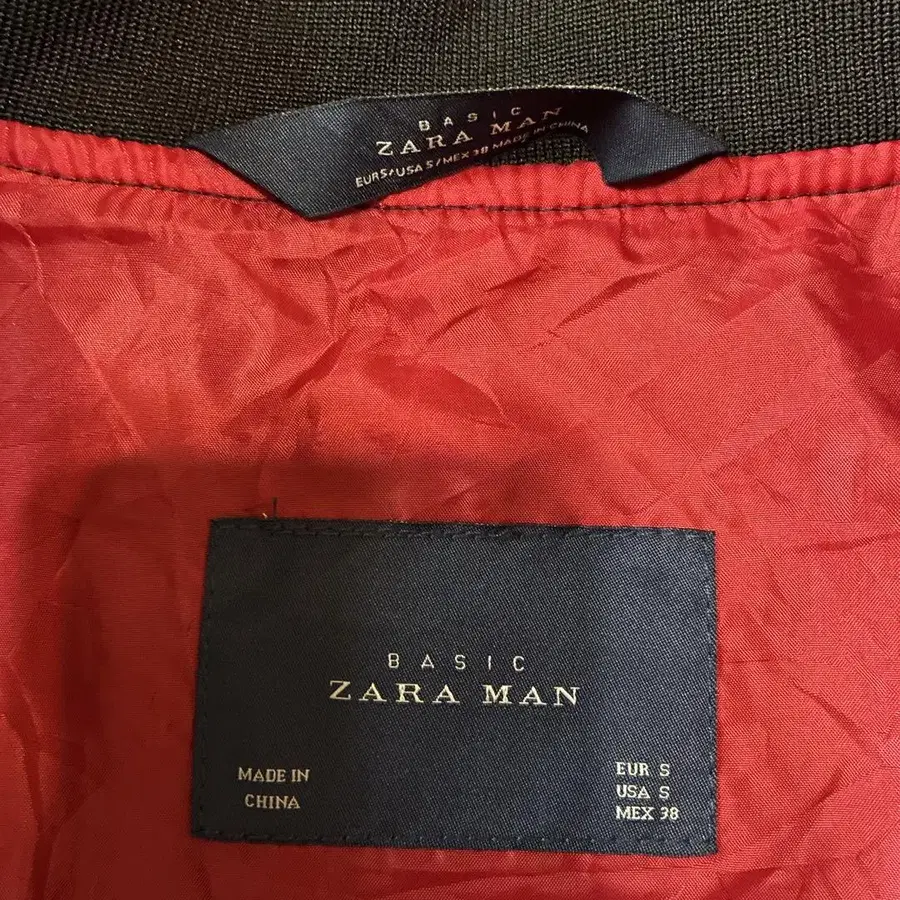 BASIC
ZARA MAN
EUR S/USA S/MEX 38 MADE IN CHINA
BASIC
ZARA MAN
MADE IN
CHINA
EUR S
USA S
MEX 38